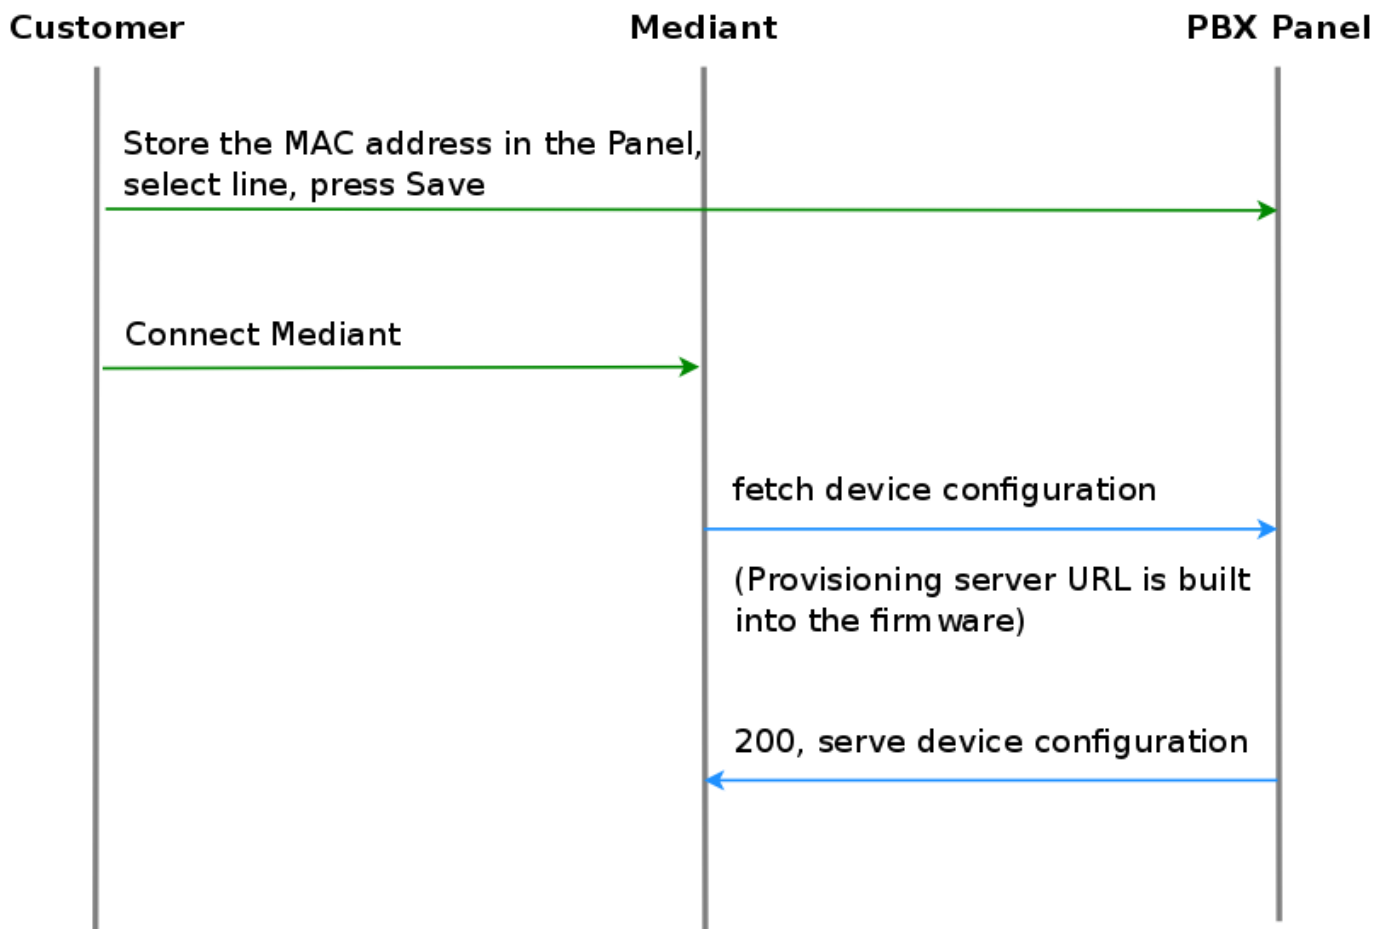 Customer Mediant PBX Panel
Store the MAC address in the Panel,
select line, press Save
Connect Mediant
fetch device configuration
(Provisioning server URL is built
into the firmware)
200, serve device configuration